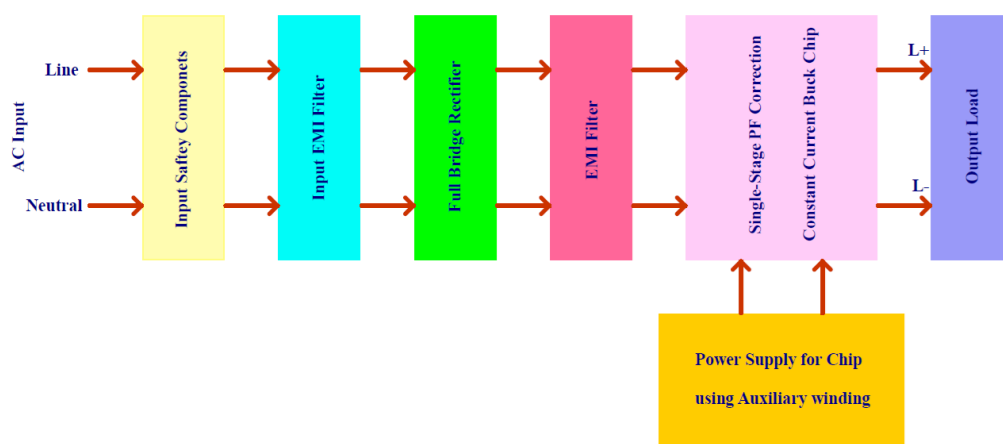 AC Input
Line
Neutral
Input Saftey Componets
Input EMI Filter
Full Bridge Rectifier
EMI Filter
Single-Stage PF Correction
Constant Current Buck Chip
L+
L-
Output Load
Power Supply for Chip
using Auxiliary winding